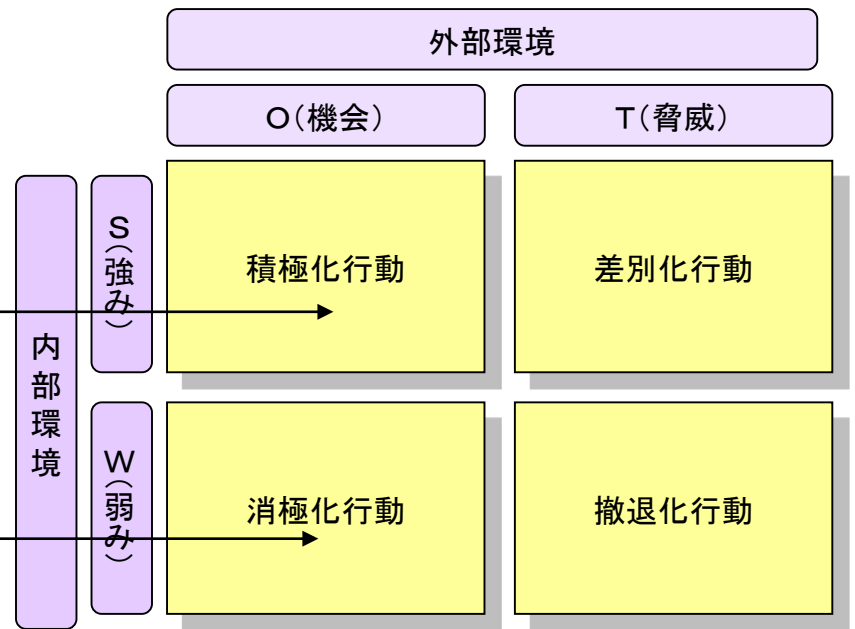 外部環境
O(機会)
T(脅威)
内部環境
S(強み)
積極化行動
差別化行動
W(弱み)
消極化行動
撤退化行動